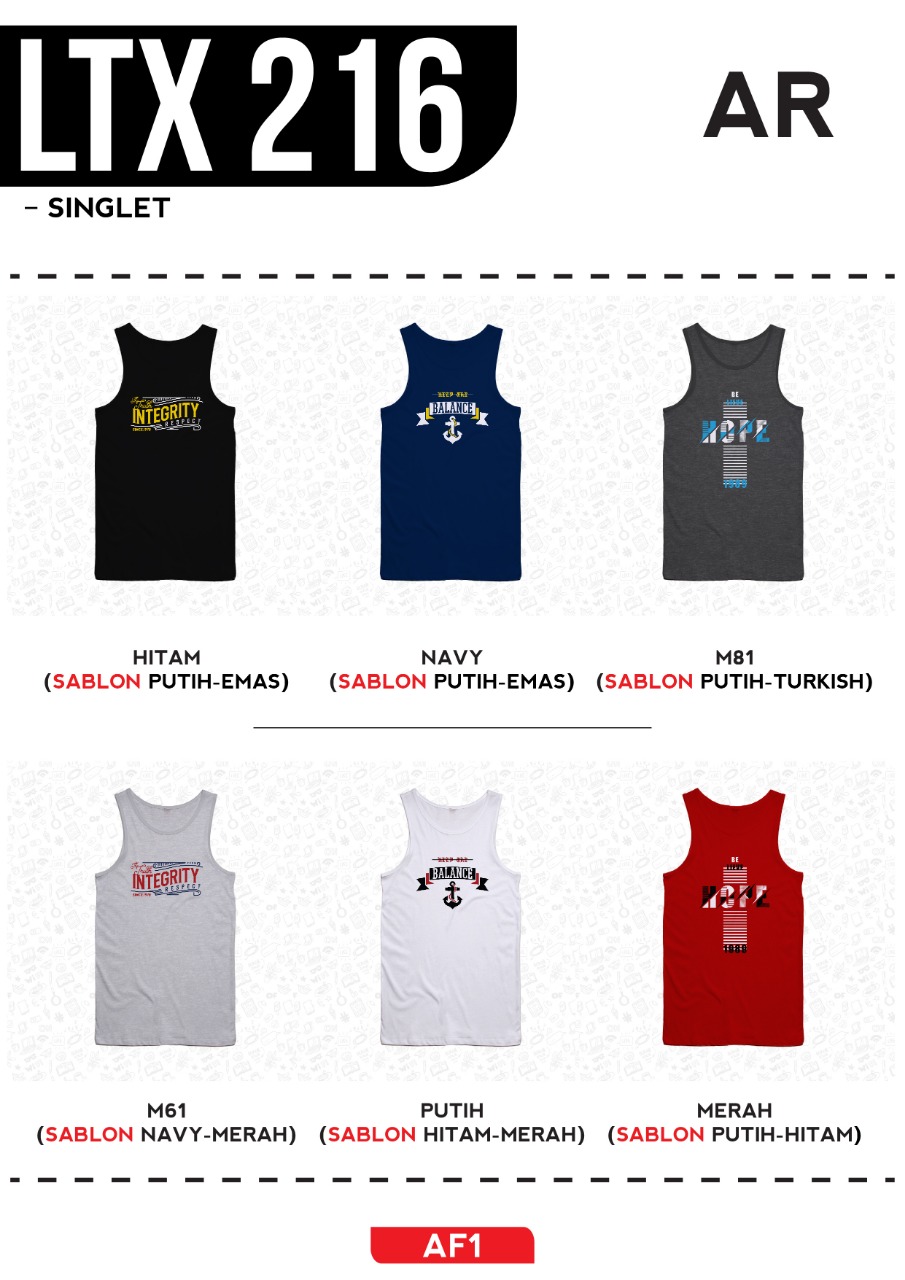 LTX 216
AR
– SINGLET
INTEGRITY
RESPECT
KEEP THE
BALANCE
BE
HOPE
HITAM
(SABLON PUTIH-EMAS)
NAVY
(SABLON PUTIH-EMAS)
M81
(SABLON PUTIH-TURKISH)
INTEGRITY
RESPECT
KEEP THE
BALANCE
BE
HOPE
M61
(SABLON NAVY-MERAH)
PUTIH
(SABLON HITAM-MERAH)
MERAH
(SABLON PUTIH-HITAM)
AF1